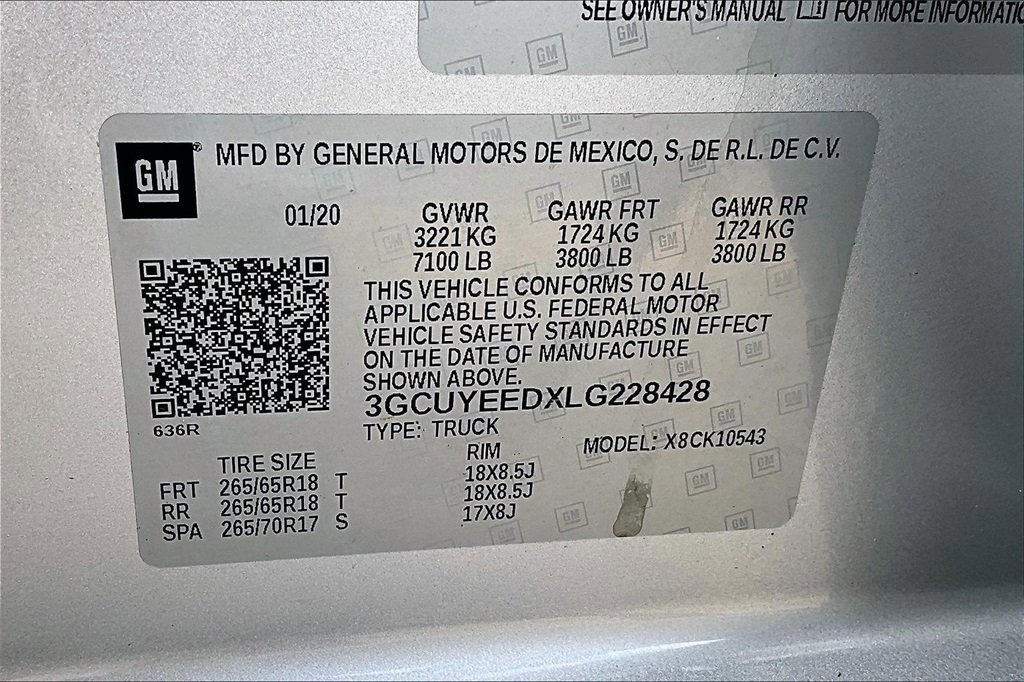 SEE OWNER'S MANUAL FOR MORE INFORMATIO
GM
MFD BY GENERAL MOTORS DE MEXICO, S. DE R.L. DE C.V.
01/20 GVWR GAWR FRT GAWR RR
3221 KG 1724 KG 1724 KG
7100 LB 3800 LB 3800 LB
THIS VEHICLE CONFORMS TO ALL
APPLICABLE U.S. FEDERAL MOTOR
VEHICLE SAFETY STANDARDS IN EFFECT
ON THE DATE OF MANUFACTURE
SHOWN ABOVE.
3GCUYEEDXLG228428
636R
TYPE: TRUCK
MODEL: X8CK10543
TIRE SIZE RIM
FRT 265/65R18 T 18X8.5J
RR 265/65R18 T 18X8.5J
SPA 265/70R17 S 17X8J